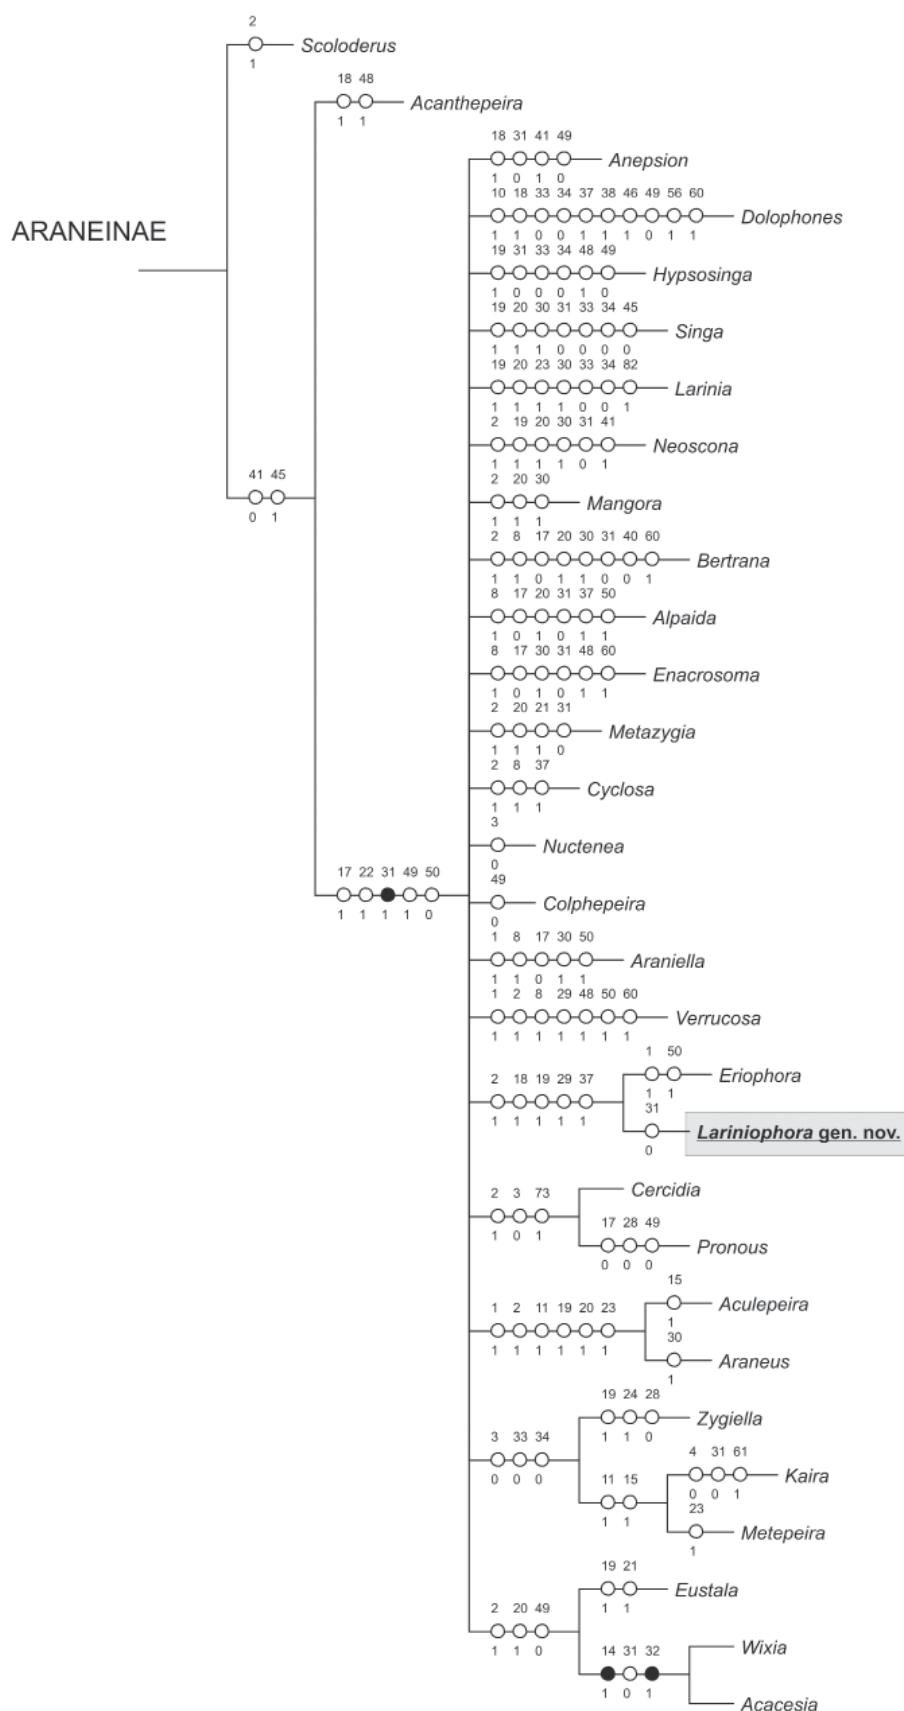 2
Scoloderus
1
18 48
Acanthepeira
1 1
18 31 41 49
Anepsion
1 0 1 0
10 18 33 34 37 38 46 49 56 60
ARANEINAE
Dolophones
1 1 0 0 1 1 1 0 1 1
19 31 33 34 48 49
Hypsosinga
1 0 0 0 1 0
19 20 30 31 33 34 45
Singa
1 1 1 0 0 0 0
19 20 23 30 33 34 82
Larinia
1 1 1 1 0 0 1
2 19 20 30 31 41
Neoscona
1 1 1 1 0 1
41 45
2 20 30
Mangora
0 1
1 1 1
2 8 17 20 30 31 40 60
Bertrana
1 1 0 1 1 0 0 1
8 17 20 31 37 50
Alpaida
1 0 1 0 1 1
8 17 30 31 48 60
Enacrosoma
1 0 1 0 1 1
2 20 21 31
Metazygia
1 1 1 0
2 8 37
Cyclosa
1 1 1
3
Nuctenea
0
17 22 31 49 50
49
Colphepeira
1 1 1 1 0
0
1 8 17 30 50
Araniella
1 1 0 1 1
1 2 8 29 48 50 60
Verrucosa
1 1 1 1 1 1 1
1 50
Eriophora
2 18 19 29 37
1 1
1 1 1 1 1
31
Lariniophora gen. nov.
0
Cercidia
2 3 73
1 0 1
17 28 49
Pronous
0 0 0
15
Aculepeira
1 2 11 19 20 23
1
1 1 1 1 1 1
30
Araneus
1
19 24 28
Zygiella
3 33 34
1 1 0
0 0 0
4 31 61
Kaira
11 15
0 0 1
1 1
23
Metepeira
1
19 21
Eustala
2 20 49
1 1
1 1 0
14 31 32
Wixia
1 0 1
Acacesia